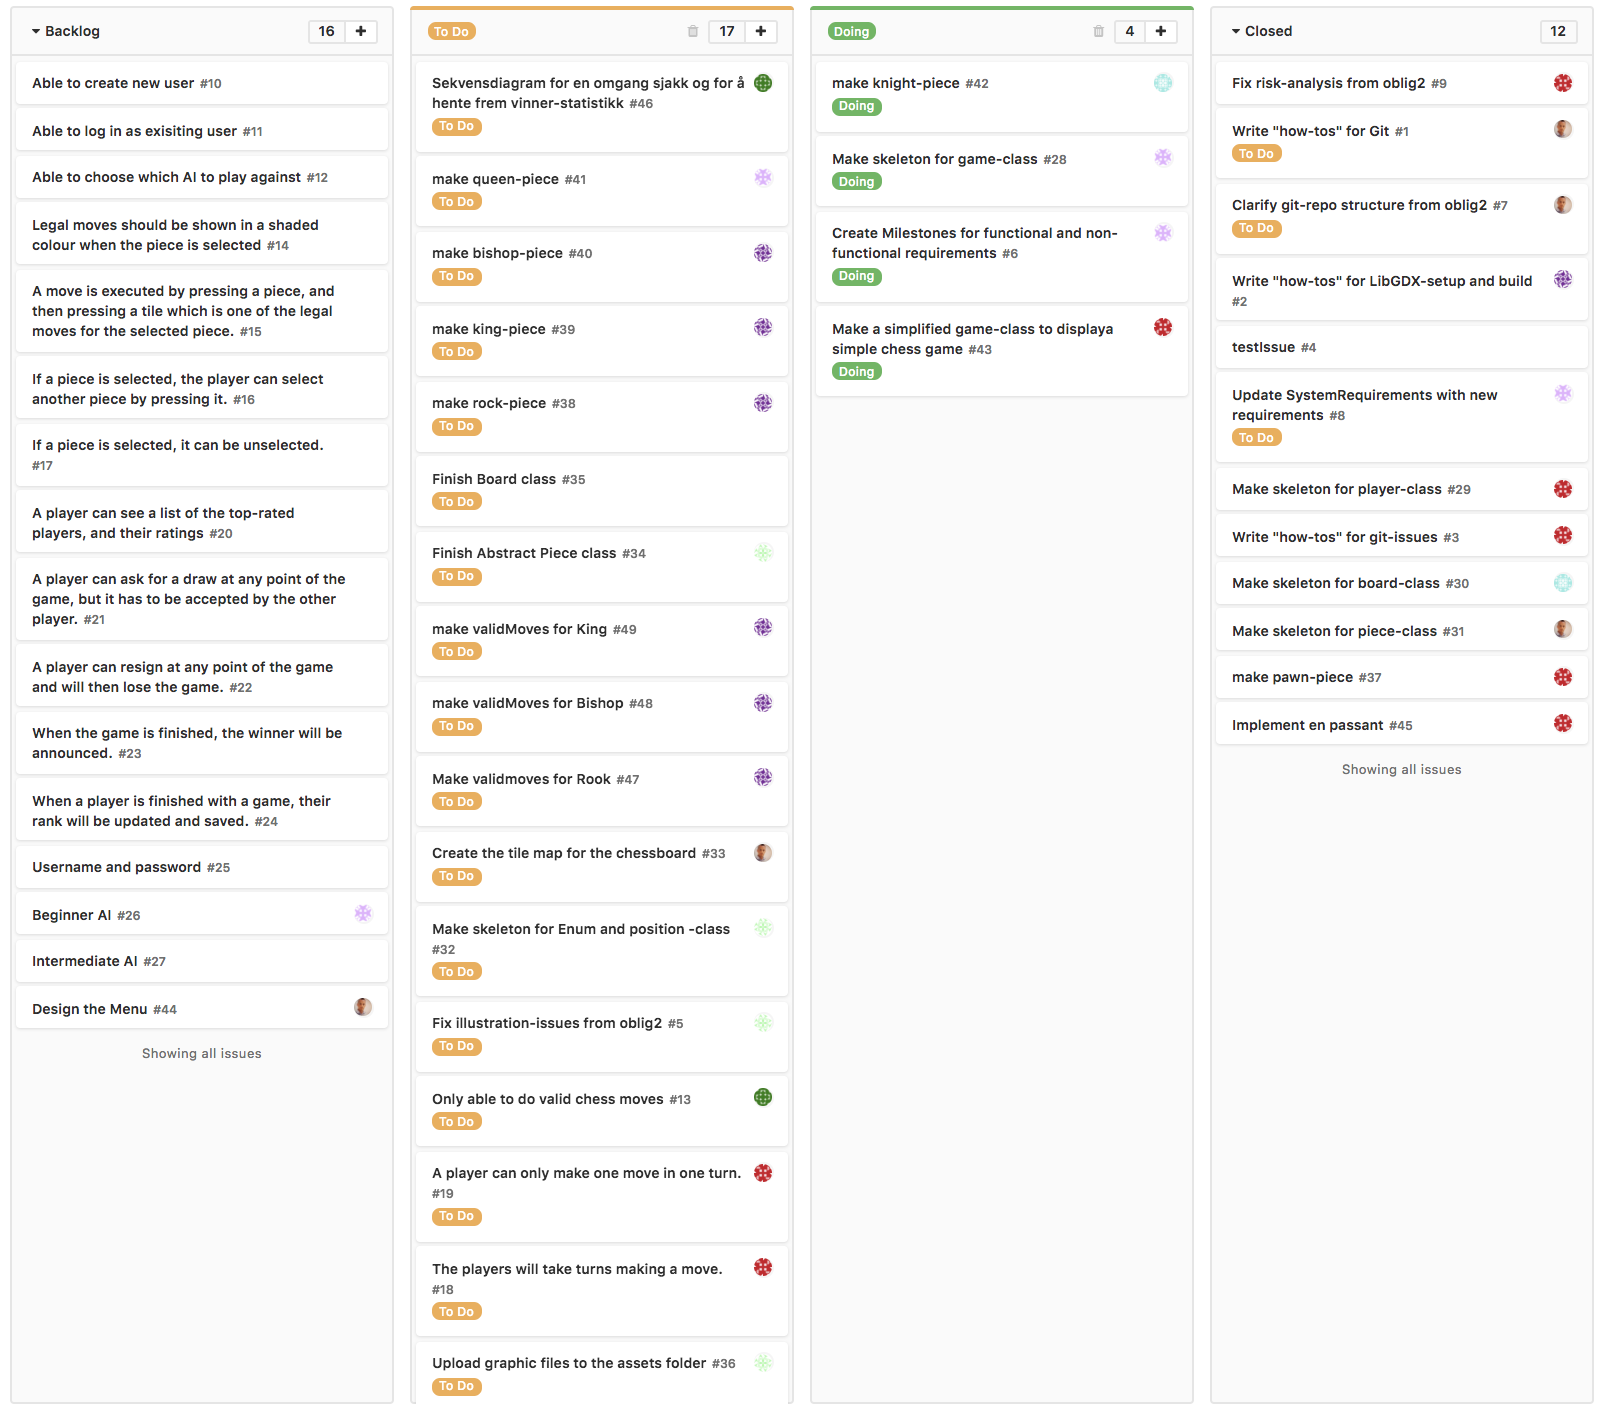 Backlog
16
+
Able to create new user #10
Able to log in as exisiting user #11
Able to choose which AI to play against #12
Legal moves should be shown in a shaded
colour when the piece is selected #14
A move is executed by pressing a piece, and
then pressing a tile which is one of the legal
moves for the selected piece. #15
If a piece is selected, the player can select
another piece by pressing it. #16
If a piece is selected, it can be unselected.
#17
A player can see a list of the top-rated
players, and their ratings #20
A player can ask for a draw at any point of the
game, but it has to be accepted by the other
player. #21
A player can resign at any point of the game
and will then lose the game. #22
When the game is finished, the winner will be
announced. #23
When a player is finished with a game, their
rank will be updated and saved. #24
Username and password #25
Beginner AI #26
Intermediate AI #27
Design the Menu #44
Showing all issues
To Do
17
+
Sekvensdiagram for en omgang sjakk og for å
hente frem vinner-statistikk #46
To Do
make queen-piece #41
To Do
make bishop-piece #40
To Do
make king-piece #39
To Do
make rock-piece #38
To Do
Finish Board class #35
To Do
Finish Abstract Piece class #34
To Do
make validMoves for King #49
To Do
make validMoves for Bishop #48
To Do
Make validmoves for Rook #47
To Do
Create the tile map for the chessboard #33
To Do
Make skeleton for Enum and position -class
#32
To Do
Fix illustration-issues from oblig2 #5
To Do
Only able to do valid chess moves #13
To Do
A player can only make one move in one turn.
#19
To Do
The players will take turns making a move.
#18
To Do
Upload graphic files to the assets folder #36
To Do
Doing
4
+
make knight-piece #42
Doing
Make skeleton for game-class #28
Doing
Create Milestones for functional and non-
functional requirements #6
Doing
Make a simplified game-class to displaya
simple chess game #43
Doing
Closed
12
Fix risk-analysis from oblig2 #9
Write "how-tos" for Git #1
To Do
Clarify git-repo structure from oblig2 #7
To Do
Write "how-tos" for LibGDX-setup and build
#2
testIssue #4
Update SystemRequirements with new
requirements #8
To Do
Make skeleton for player-class #29
Write "how-tos" for git-issues #3
Make skeleton for board-class #30
Make skeleton for piece-class #31
make pawn-piece #37
Implement en passant #45
Showing all issues